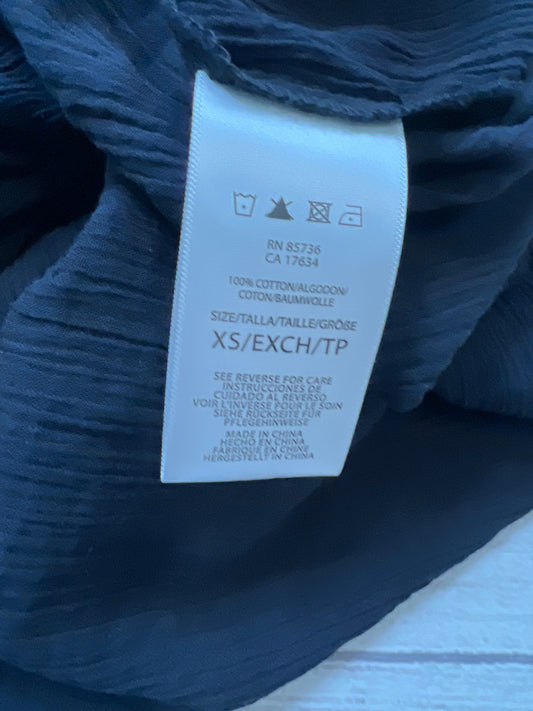 RN 85736
CA 17634
100% COTTON/ALGODON/
COTON/BAUMWOLLE
SIZE/TALLA/TAILLE/GRÖßE
XS/EXCH/TP
SEE REVERSE FOR CARE
INSTRUCCIONES DE
CUIDADO AL REVERSO
VOIR L'INVERSE POUR LE SOIN
SIEHE RÜCKSEITE FÜR
PFLEGEHINWEISE
MADE IN CHINA
HECHO EN CHINA
FABRIQUÉ EN CHINE
HERGESTELLT IN CHINA